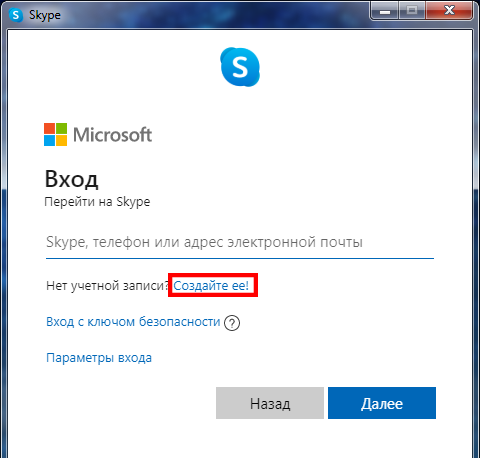 Skype
S
Microsoft
Вход
Перейти на Skype
Skype, телефон или адрес электронной почты
Нет учетной записи? Создайте ее!
Вход с ключом безопасности ?
Параметры входа
Назад Далее